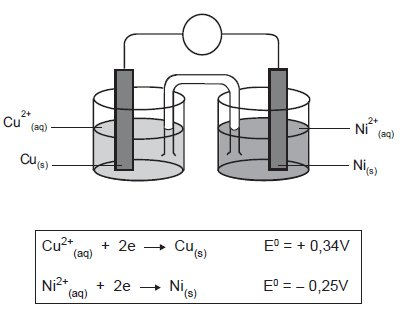 Cu²⁺(aq)
Ni²⁺(aq)
Cu(s)
Ni(s)
Cu²⁺(aq) + 2e → Cu(s) E⁰ = + 0,34V
Ni²⁺(aq) + 2e → Ni(s) E⁰ = – 0,25V